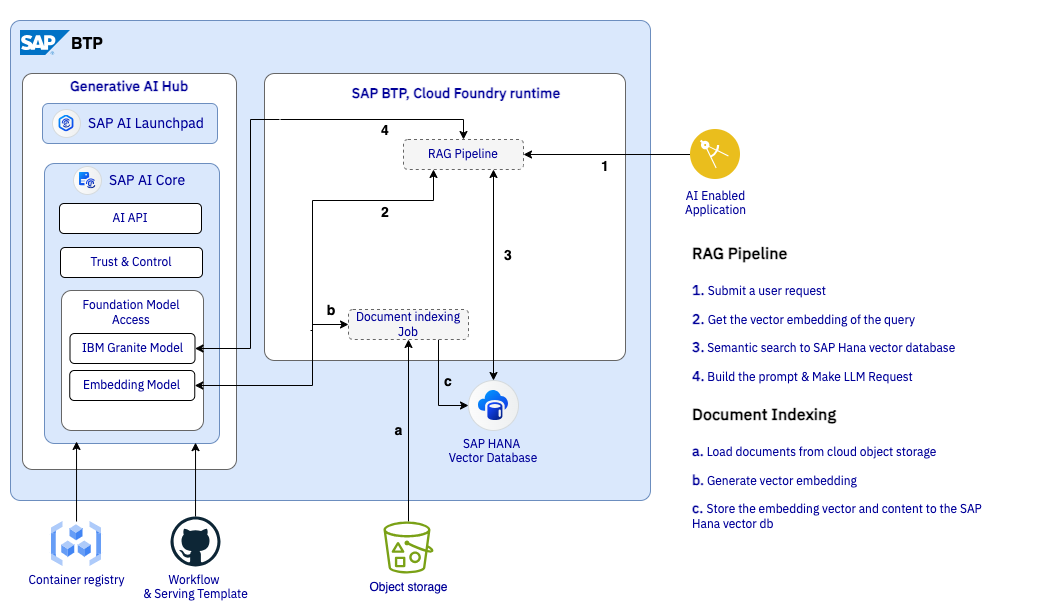 SAP BTP
Generative AI Hub
SAP AI Launchpad
SAP AI Core
AI API
Trust & Control
Foundation Model
Access
IBM Granite Model
Embedding Model
SAP BTP, Cloud Foundry runtime
4
RAG Pipeline
1
2
3
b
Document indexing
Job
c
a
SAP HANA
Vector Database
Container registry
Workflow
& Serving Template
Object storage
AI Enabled
Application
RAG Pipeline
1. Submit a user request
2. Get the vector embedding of the query
3. Semantic search to SAP Hana vector database
4. Build the prompt & Make LLM Request
Document Indexing
a. Load documents from cloud object storage
b. Generate vector embedding
c. Store the embedding vector and content to the SAP
Hana vector db